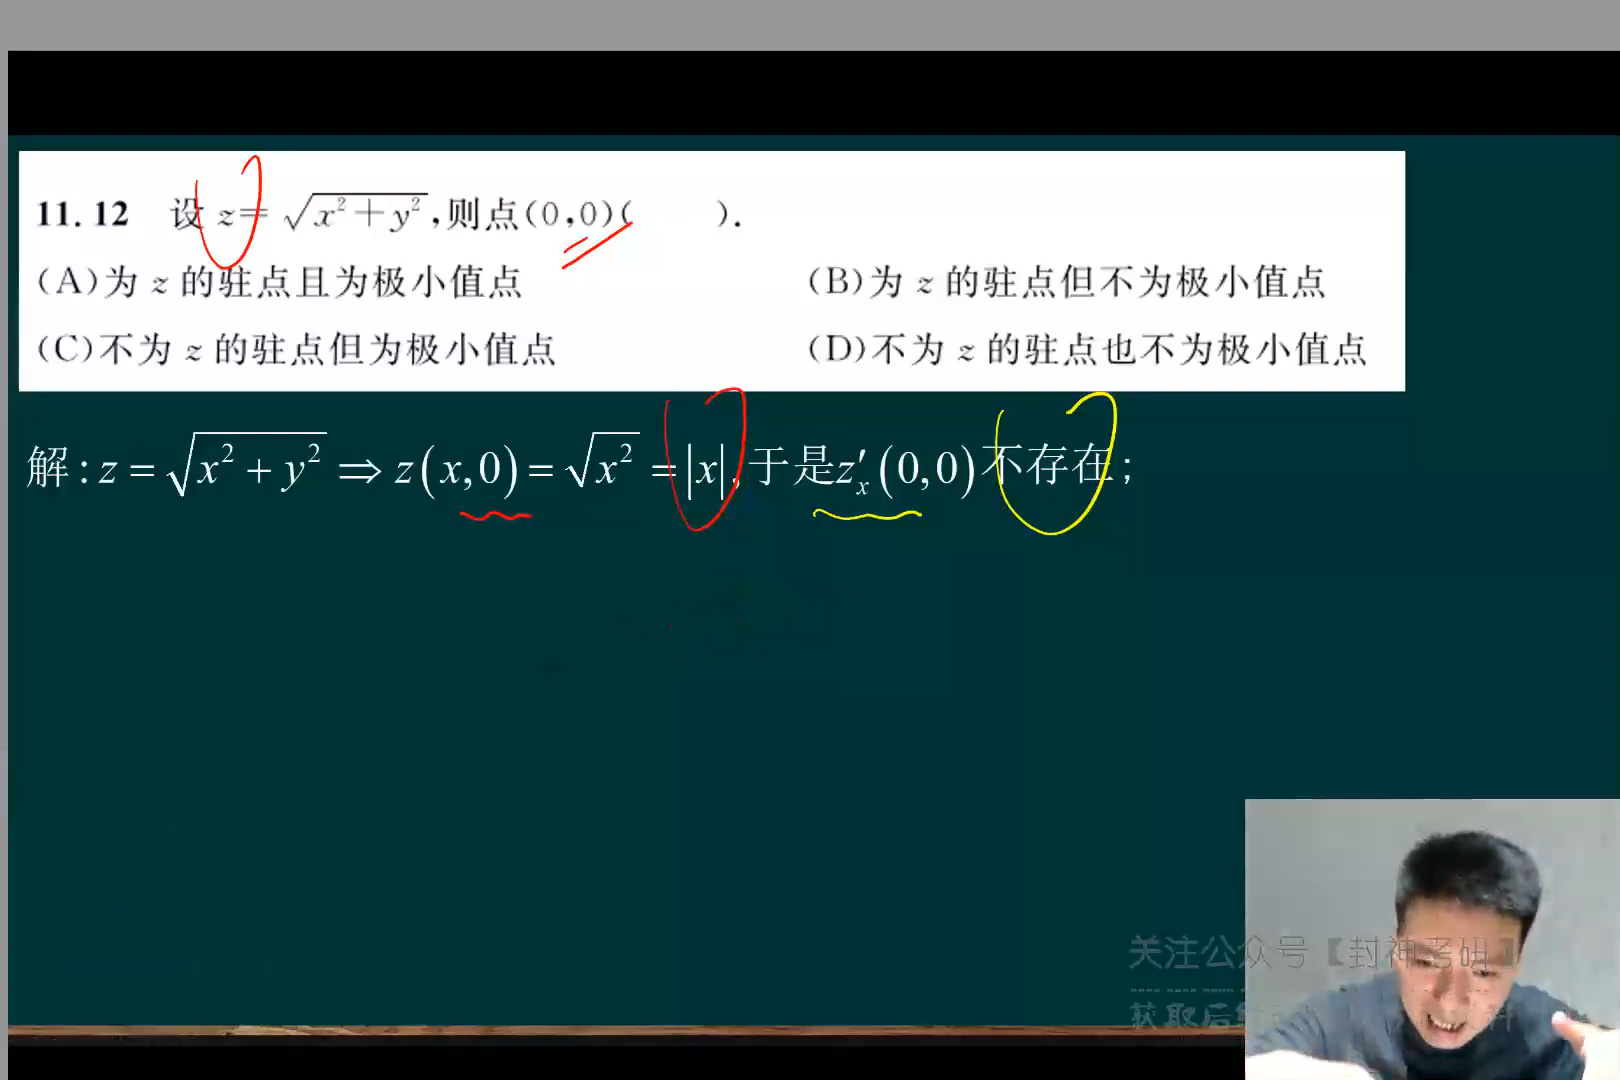 11.12 设 z = √(x² + y²), 则点(0,0)(    ).
(A)为 z 的驻点且为极小值点
(B)为 z 的驻点但不为极小值点
(C)不为 z 的驻点但为极小值点
(D)不为 z 的驻点也不为极小值点
解: z = √(x² + y²) ⇒ z(x,0) = √(x²) = |x|, 于是z′ₓ(0,0)不存在;
关注公众号【封神考研】
获取后